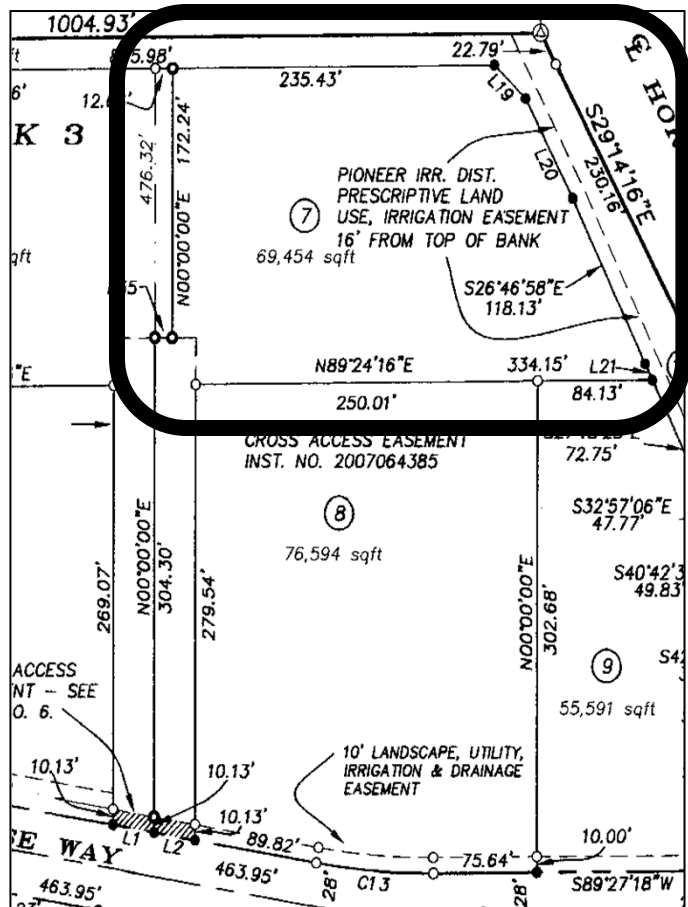 1004.93'
22.79'
235.43'
L19
K 3
476.32'
172.24'
N00°00'00"E
S29°14'16"E
230.16'
℄ HOR
L20
PIONEER IRR. DIST.
PRESCRIPTIVE LAND
USE, IRRIGATION EASEMENT
16' FROM TOP OF BANK
7
69,454 sqft
S26°46'58"E
118.13'
N89°24'16"E
334.15'
L21
250.01'
84.13'
CROSS ACCESS EASEMENT
INST. NO. 2007064385
72.75'
8
76,594 sqft
S32°57'06"E
47.77'
S40°42'3
49.83'
269.07'
N00°00'00"E
304.30'
279.54'
N00°00'00"E
302.68'
9
55,591 sqft
S42
ACCESS
NT - SEE
O. 6.
10.13'
10.13'
10.13'
10' LANDSCAPE, UTILITY,
IRRIGATION & DRAINAGE
EASEMENT
L1
L2
89.82'
75.64'
10.00'
SE WAY
463.95'
463.95'
28'
C13
28'
S89°27'18"W